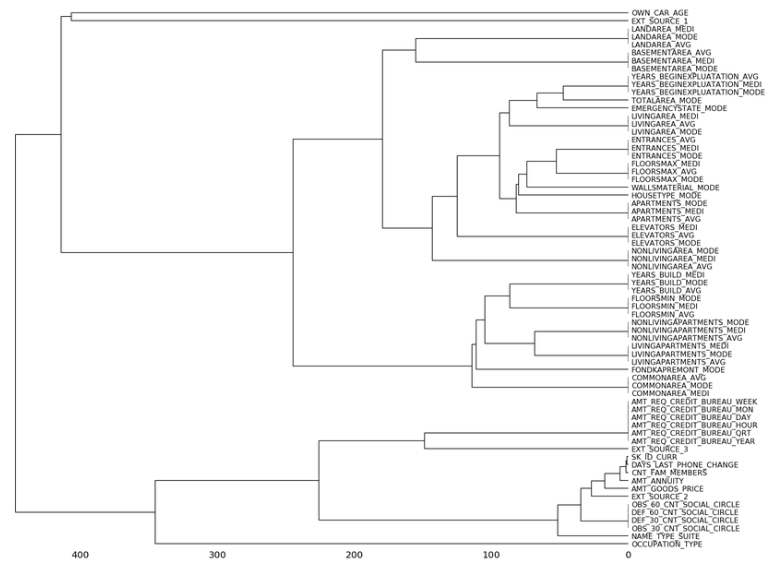 OWN_CAR_AGE
EXT_SOURCE_1
LANDAREA_MEDI
LANDAREA_MODE
LANDAREA_AVG
BASEMENTAREA_AVG
BASEMENTAREA_MEDI
BASEMENTAREA_MODE
YEARS_BEGINEXPLUATATION_AVG
YEARS_BEGINEXPLUATATION_MEDI
YEARS_BEGINEXPLUATATION_MODE
TOTALAREA_MODE
EMERGENCYSTATE_MODE
LIVINGAREA_MEDI
LIVINGAREA_AVG
LIVINGAREA_MODE
ENTRANCES_AVG
ENTRANCES_MEDI
ENTRANCES_MODE
FLOORSMAX_MEDI
FLOORSMAX_AVG
FLOORSMAX_MODE
WALLSMATERIAL_MODE
HOUSETYPE_MODE
APARTMENTS_MODE
APARTMENTS_MEDI
APARTMENTS_AVG
ELEVATORS_MEDI
ELEVATORS_AVG
ELEVATORS_MODE
NONLIVINGAREA_MODE
NONLIVINGAREA_MEDI
NONLIVINGAREA_AVG
YEARS_BUILD_MEDI
YEARS_BUILD_MODE
YEARS_BUILD_AVG
FLOORSMIN_MODE
FLOORSMIN_MEDI
FLOORSMIN_AVG
NONLIVINGAPARTMENTS_MODE
NONLIVINGAPARTMENTS_MEDI
NONLIVINGAPARTMENTS_AVG
LIVINGAPARTMENTS_MEDI
LIVINGAPARTMENTS_MODE
LIVINGAPARTMENTS_AVG
FONDKAPREMONT_MODE
COMMONAREA_AVG
COMMONAREA_MODE
COMMONAREA_MEDI
AMT_REQ_CREDIT_BUREAU_WEEK
AMT_REQ_CREDIT_BUREAU_MON
AMT_REQ_CREDIT_BUREAU_DAY
AMT_REQ_CREDIT_BUREAU_HOUR
AMT_REQ_CREDIT_BUREAU_QRT
AMT_REQ_CREDIT_BUREAU_YEAR
EXT_SOURCE_3
SK_ID_CURR
DAYS_LAST_PHONE_CHANGE
CNT_FAM_MEMBERS
AMT_ANNUITY
AMT_GOODS_PRICE
EXT_SOURCE_2
OBS_60_CNT_SOCIAL_CIRCLE
DEF_60_CNT_SOCIAL_CIRCLE
DEF_30_CNT_SOCIAL_CIRCLE
OBS_30_CNT_SOCIAL_CIRCLE
NAME_TYPE_SUITE
OCCUPATION_TYPE
400 300 200 100 0